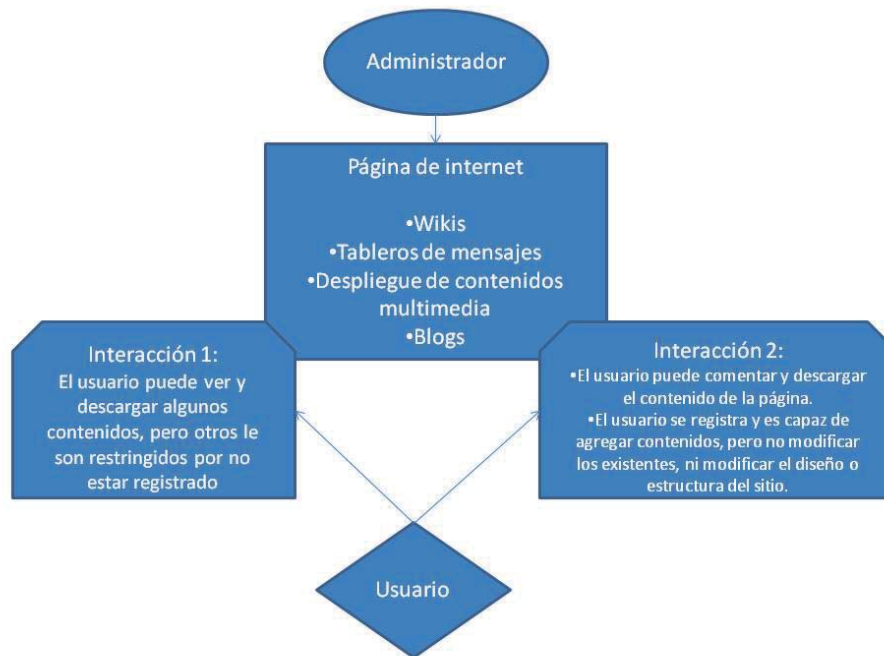 Administrador
Página de internet
•Wikis
•Tableros de mensajes
•Despliegue de contenidos
multimedia
•Blogs
Interacción 1:
El usuario puede ver y
descargar algunos
contenidos, pero otros le
son restringidos por no
estar registrado
Interacción 2:
•El usuario puede comentar y descargar
el contenido de la página.
•El usuario se registra y es capaz de
agregar contenidos, pero no modificar
los existentes, ni modificar el diseño o
estructura del sitio.
Usuario